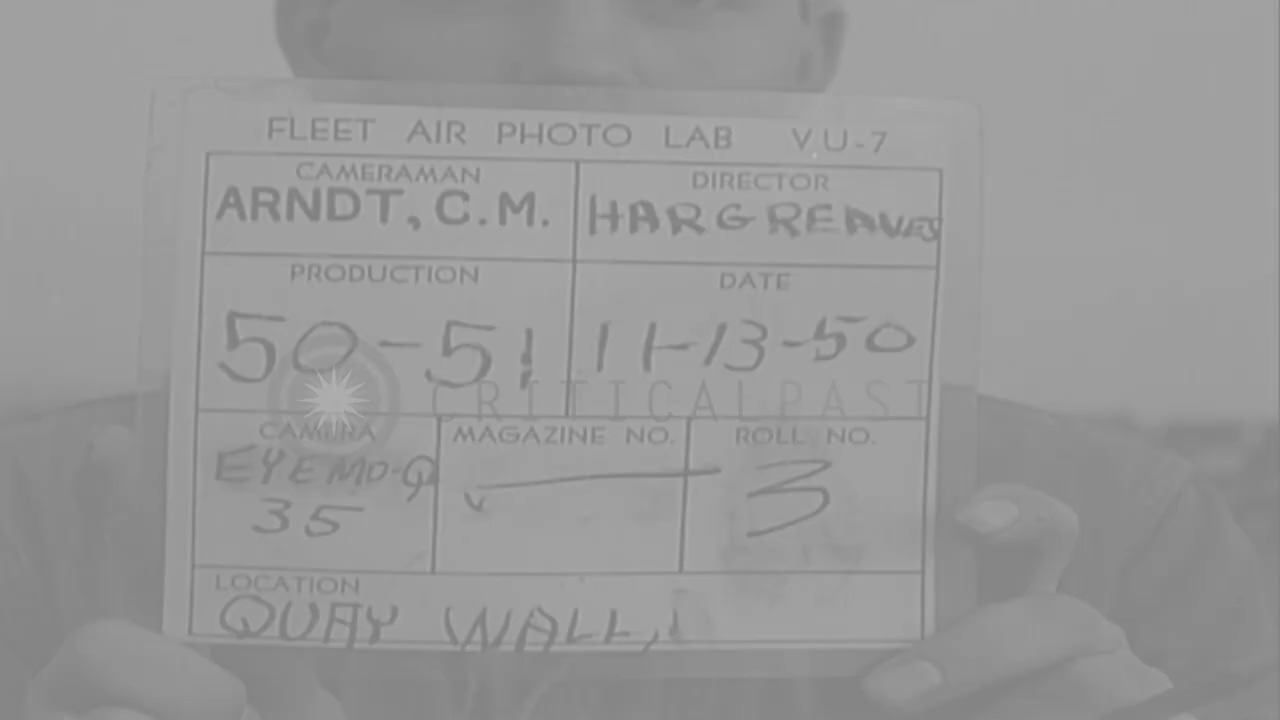 FLEET AIR PHOTO LAB VU-7
CAMERAMAN
ARNDT, C.M.
DIRECTOR
HARGREAVES
PRODUCTION
50-51
DATE
11-13-50
CRITICALPAST
CAMERA
EYEMO-Q
35
MAGAZINE NO.
ROLL NO.
3
LOCATION
QUAY WALL,